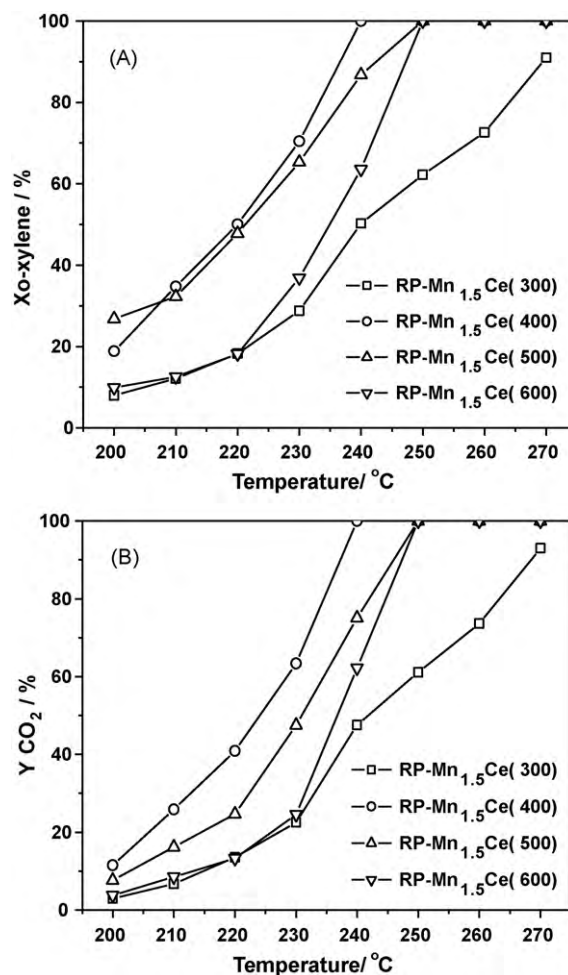 (A)
Xo-xylene / %
100
80
60
40
20
0
RP-Mn1.5Ce( 300)
RP-Mn1.5Ce( 400)
RP-Mn1.5Ce( 500)
RP-Mn1.5Ce( 600)
200 210 220 230 240 250 260 270
Temperature/ °C
(B)
Y CO2 / %
100
80
60
40
20
0
RP-Mn1.5Ce( 300)
RP-Mn1.5Ce( 400)
RP-Mn1.5Ce( 500)
RP-Mn1.5Ce( 600)
200 210 220 230 240 250 260 270
Temperature/ °C